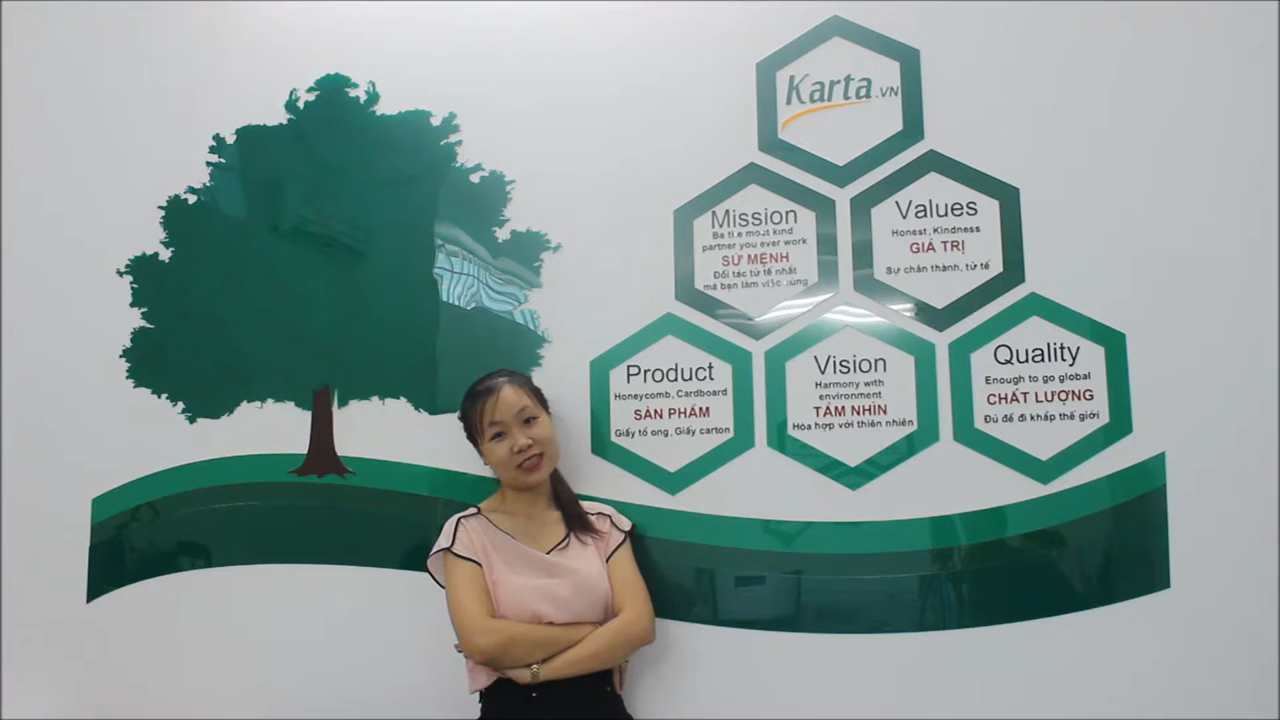 Karta.VN
Mission
Be the most kind
partner you ever work
SỨ MỆNH
Đối tác tử tế nhất
mà bạn làm việc cùng
Values
Honest, Kindness
GIÁ TRỊ
Sự chân thành, tử tế
Product
Honeycomb, Cardboard
SẢN PHẨM
Giấy tổ ong, Giấy carton
Vision
Harmony with
environment
TẦM NHÌN
Hòa hợp với thiên nhiên
Quality
Enough to go global
CHẤT LƯỢNG
Đủ để đi khắp thế giới